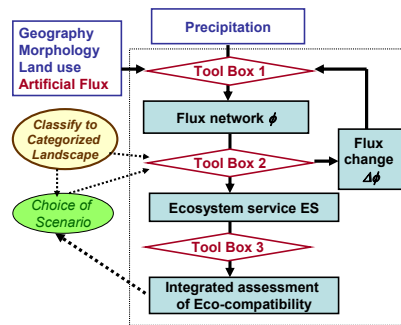 Geography
Morphology
Land use
Artificial Flux
Precipitation
Tool Box 1
Flux network ϕ
Classify to
Categorized
Landscape
Tool Box 2
Flux
change
Δϕ
Choice of
Scenario
Ecosystem service ES
Tool Box 3
Integrated assessment
of Eco-compatibility